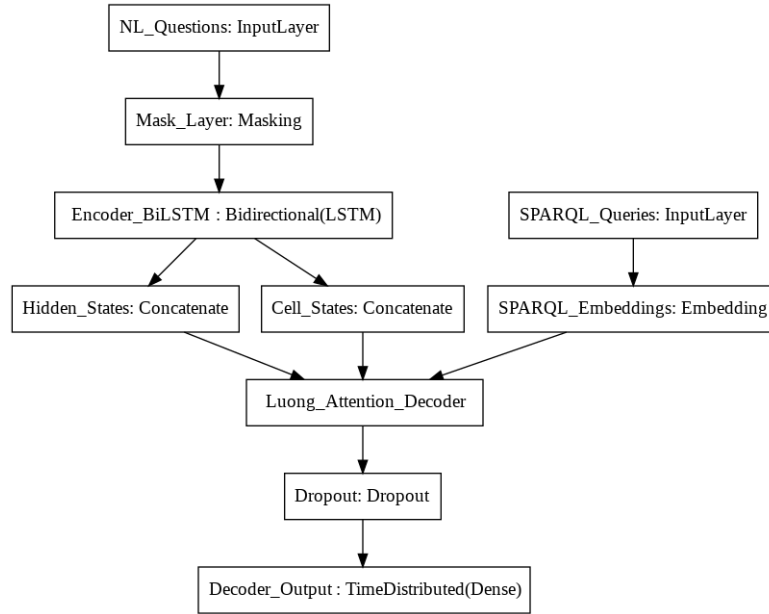 NL_Questions: InputLayer
Mask_Layer: Masking
Encoder_BiLSTM : Bidirectional(LSTM)
SPARQL_Queries: InputLayer
Hidden_States: Concatenate
Cell_States: Concatenate
SPARQL_Embeddings: Embedding
Luong_Attention_Decoder
Dropout: Dropout
Decoder_Output : TimeDistributed(Dense)